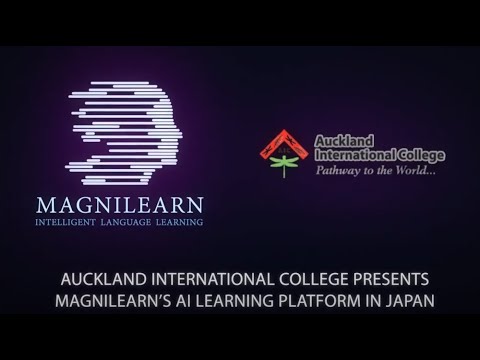 MAGNILEARN
INTELLIGENT LANGUAGE LEARNING
Auckland
International College
Pathway to the World...
AUCKLAND INTERNATIONAL COLLEGE PRESENTS
MAGNILEARN'S AI LEARNING PLATFORM IN JAPAN